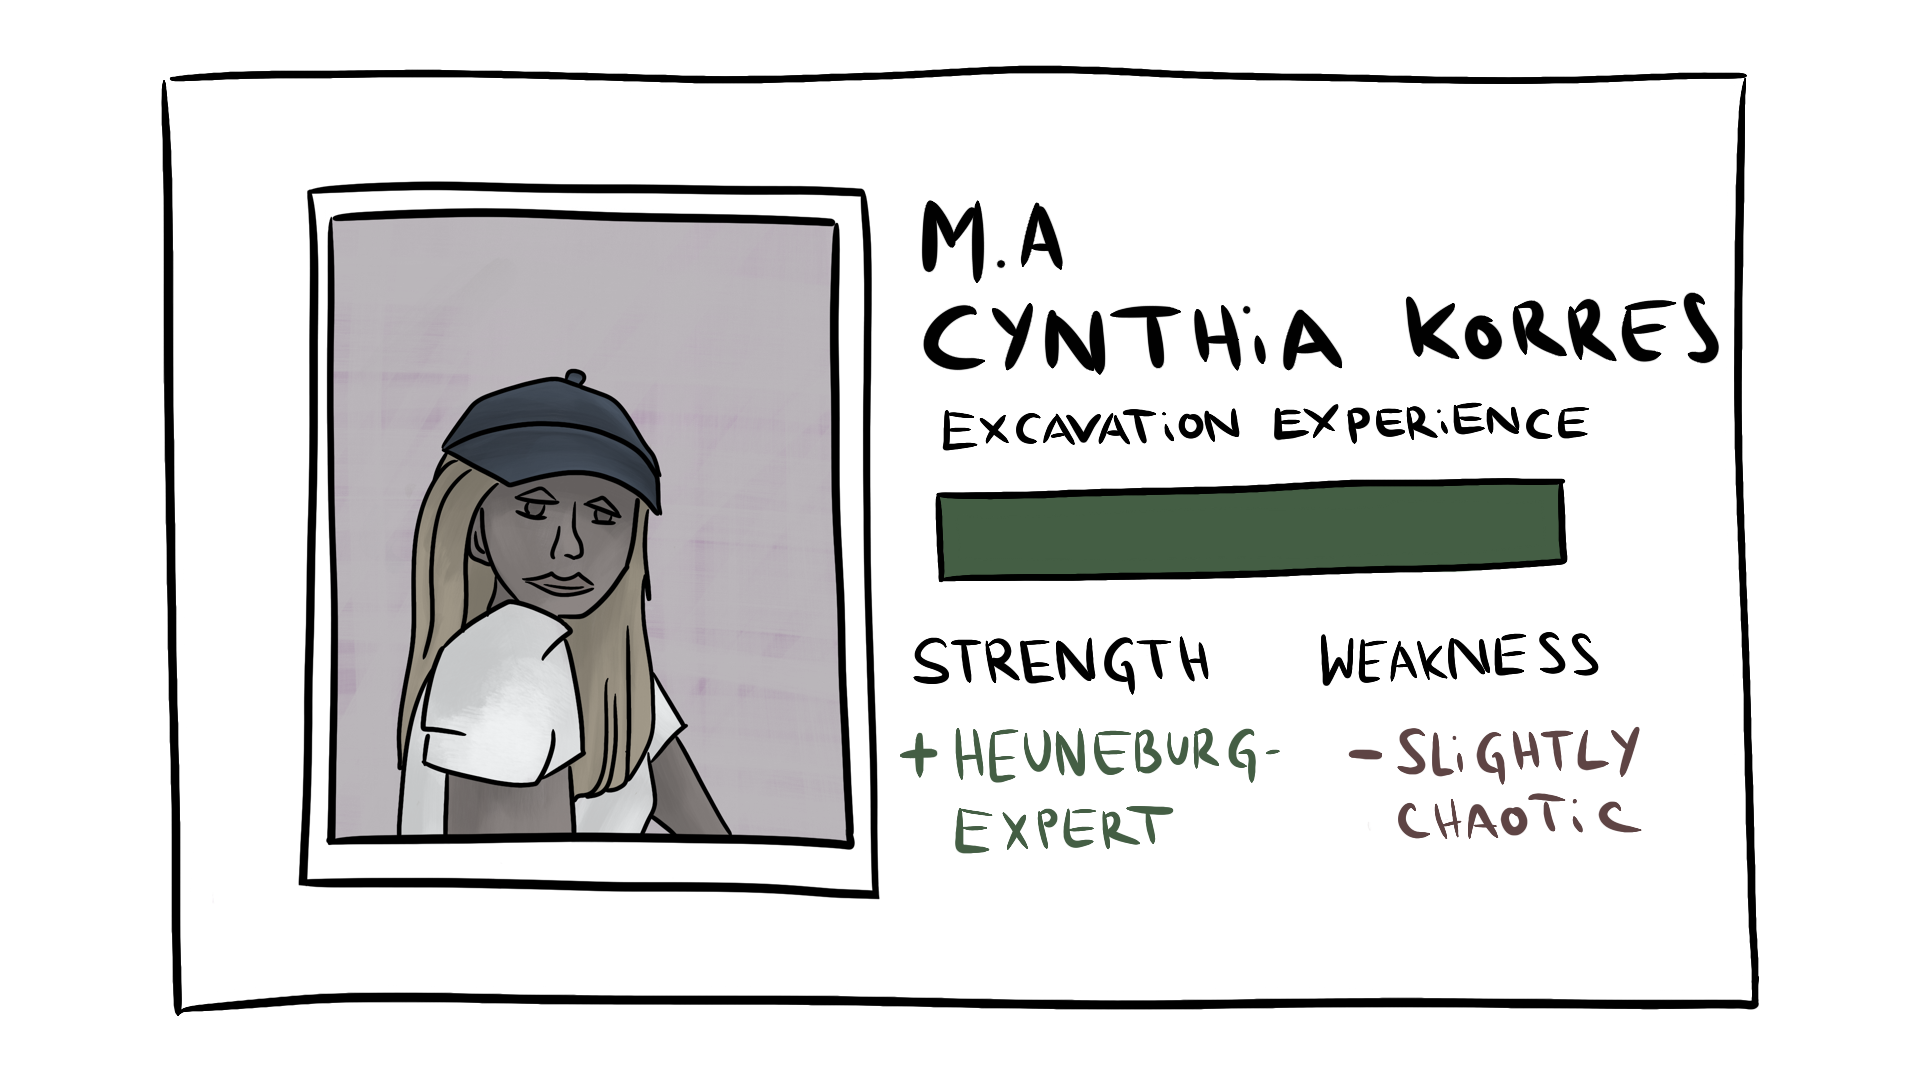 M.A
CYNTHiA KORRES
EXCAVATiON EXPERiENCE
STRENGTH WEAKNESS
+ HEUNEBURG- - SLiGHTLY
EXPERT CHAOTiC